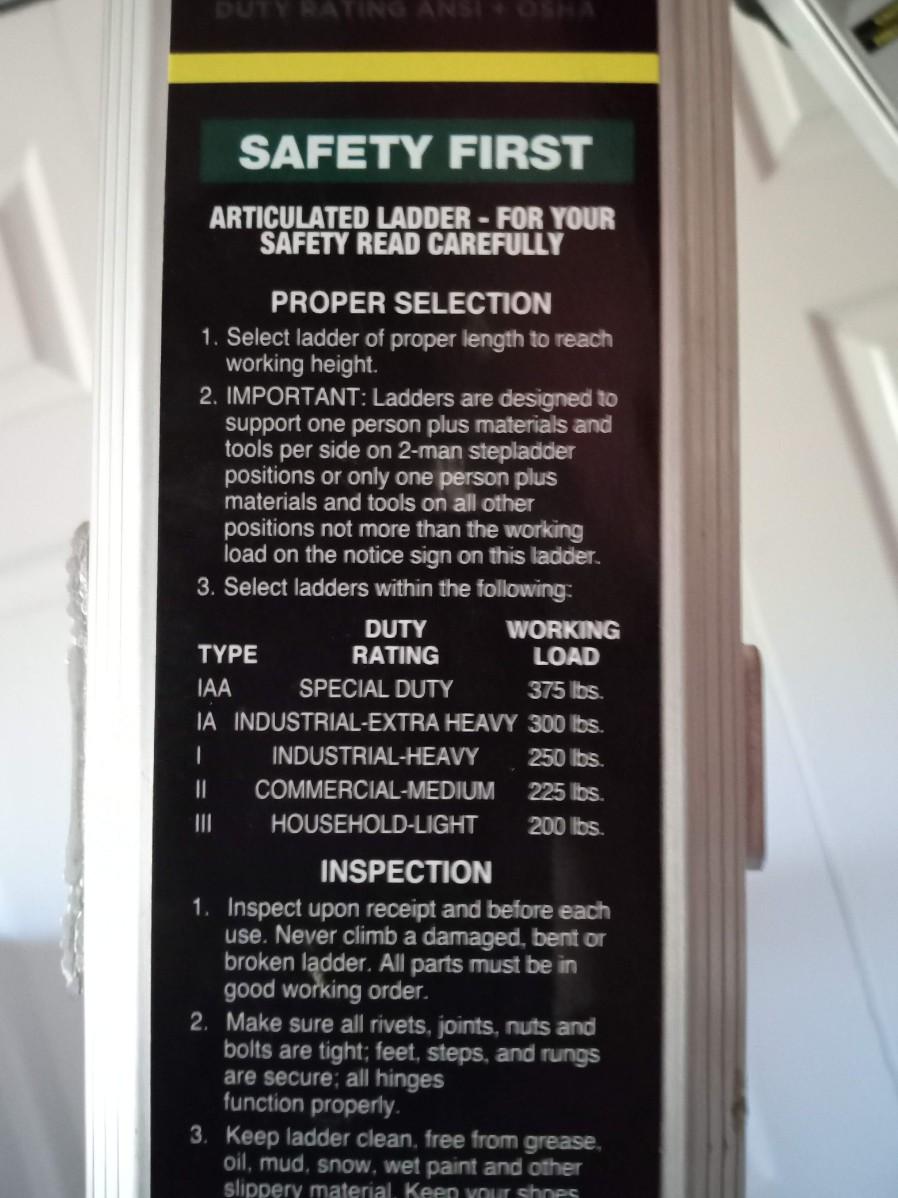 DUTY RATING ANSI + OSHA
SAFETY FIRST
ARTICULATED LADDER - FOR YOUR
SAFETY READ CAREFULLY
PROPER SELECTION
1. Select ladder of proper length to reach
working height.
2. IMPORTANT: Ladders are designed to
support one person plus materials and
tools per side on 2-man stepladder
positions or only one person plus
materials and tools on all other
positions not more than the working
load on the notice sign on this ladder.
3. Select ladders within the following:
DUTY WORKING
TYPE RATING LOAD
IAA SPECIAL DUTY 375 lbs.
IA INDUSTRIAL-EXTRA HEAVY 300 lbs.
I INDUSTRIAL-HEAVY 250 lbs.
II COMMERCIAL-MEDIUM 225 lbs.
III HOUSEHOLD-LIGHT 200 lbs.
INSPECTION
1. Inspect upon receipt and before each
use. Never climb a damaged, bent or
broken ladder. All parts must be in
good working order.
2. Make sure all rivets, joints, nuts and
bolts are tight; feet, steps, and rungs
are secure; all hinges
function properly.
3. Keep ladder clean, free from grease,
oil, mud, snow, wet paint and other
slippery material. Keep your shoes